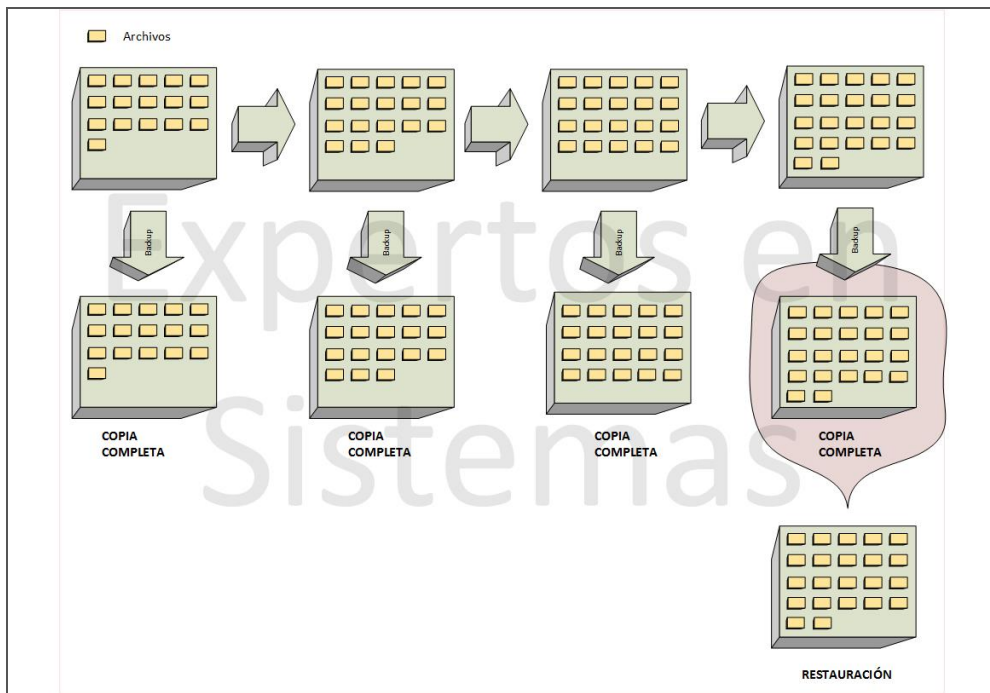 Archivos
Backup
Backup
Backup
Backup
Expertos en
Sistemas
COPIA
COMPLETA
COPIA
COMPLETA
COPIA
COMPLETA
COPIA
COMPLETA
RESTAURACIÓN